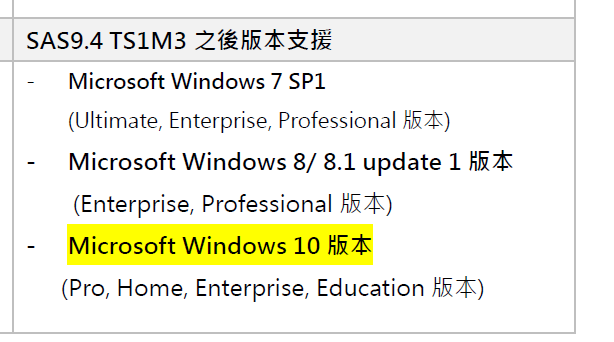 SAS9.4 TS1M3 之後版本支援
- Microsoft Windows 7 SP1
(Ultimate, Enterprise, Professional 版本)
- Microsoft Windows 8/ 8.1 update 1 版本
(Enterprise, Professional 版本)
- Microsoft Windows 10 版本
(Pro, Home, Enterprise, Education 版本)